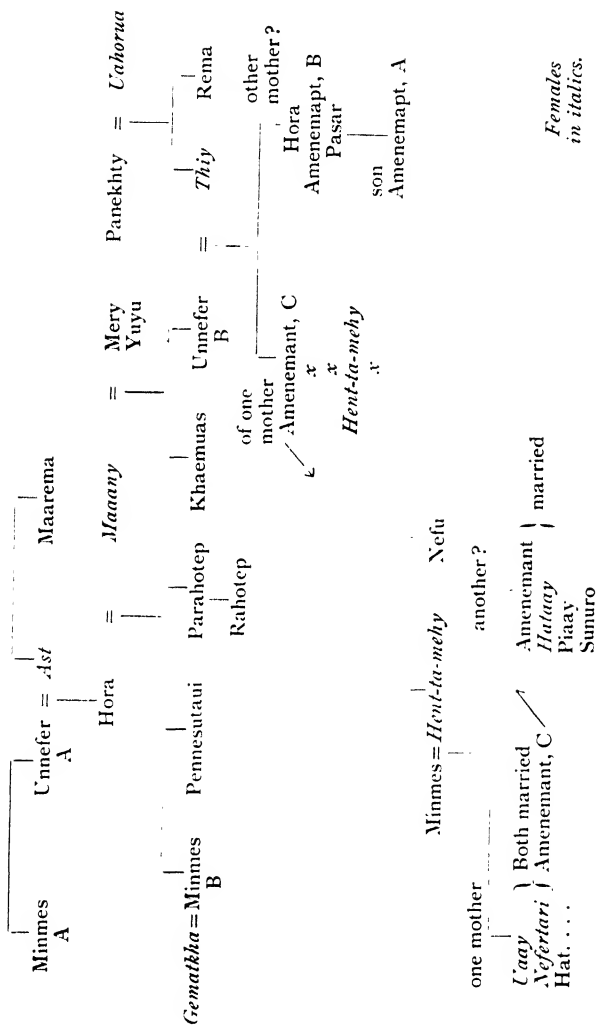 Minmes Unnefer = Ast Maarema
A A
Hora = Maaany = Mery Panekhty = Uahorua
Yuyu
Gematkha = Minmes Pennesutaui Parahotep Khaemuas Unnefer = Thiy Rema
B Rahotep B
of one other
mother mother?
Amenemant, C Hora
x Amenemapt, B
x Pasar
Hent-ta-mehy
x son
Amenemapt, A
Minmes = Hent-ta-mehy Nefu
one mother another?
Uaay } Both married Amenemant } married
Nefertari } Amenemant, C Hataay
Hat.... Piaay
Sunuro
Females
in italics.